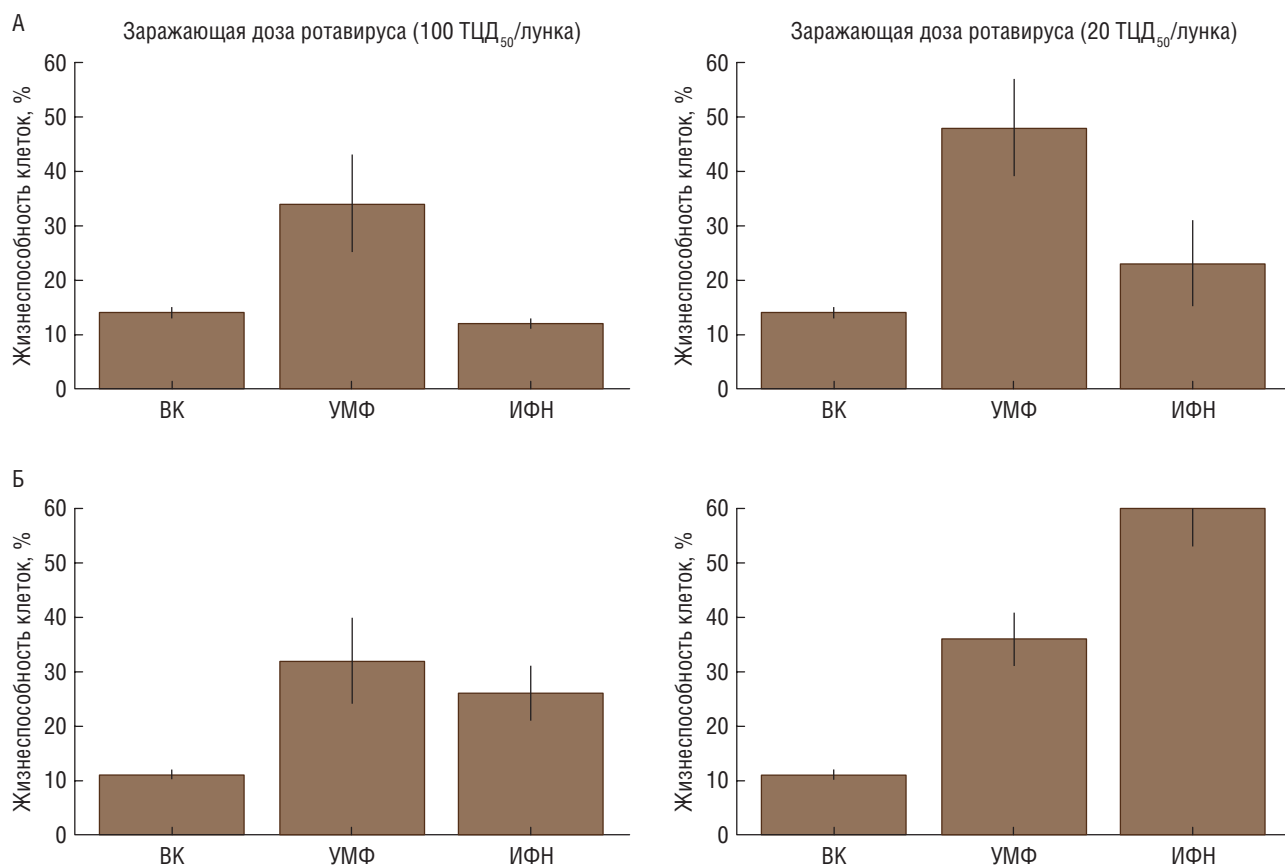 А
Заражающая доза ротавируса (100 ТЦД₅₀/лунка)
Жизнеспособность клеток, %
60
50
40
30
20
10
0
ВК
УМФ
ИФН
Заражающая доза ротавируса (20 ТЦД₅₀/лунка)
Жизнеспособность клеток, %
60
50
40
30
20
10
0
ВК
УМФ
ИФН
Б
Жизнеспособность клеток, %
60
50
40
30
20
10
0
ВК
УМФ
ИФН
Жизнеспособность клеток, %
60
50
40
30
20
10
0
ВК
УМФ
ИФН